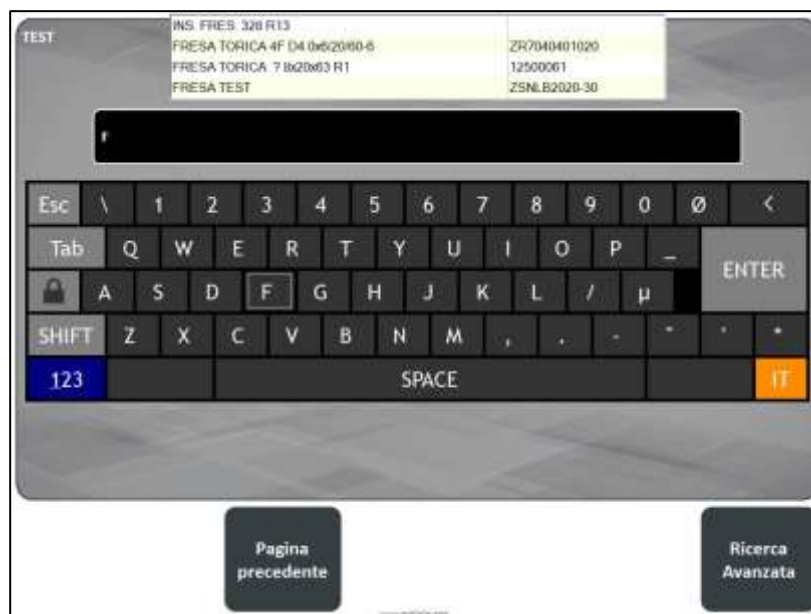 TEST
INS. FRES. 328 R13
FRESA TORICA 4F D4.0x6/20/60-6 ZR7040401020
FRESA TORICA ? 8x20x63 R1 12500061
FRESA TEST ZSNLB2020-30
Esc \ 1 2 3 4 5 6 7 8 9 0 Ø <
Tab Q W E R T Y U I O P _ ENTER
A S D F G H J K L / µ
SHIFT Z X C V B N M , . - " ' *
123 SPACE IT
Pagina
precedente
Ricerca
Avanzata